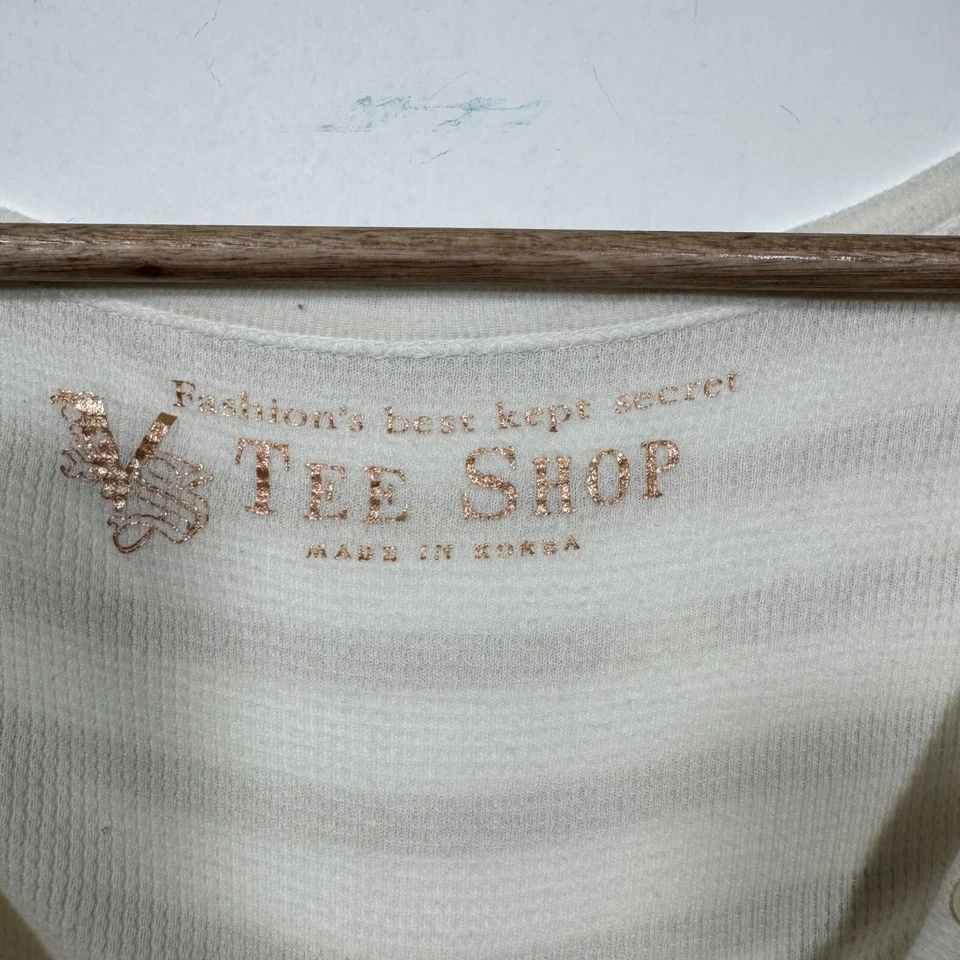 Fashion's best kept secret
V TEE SHOP
MADE IN KOREA